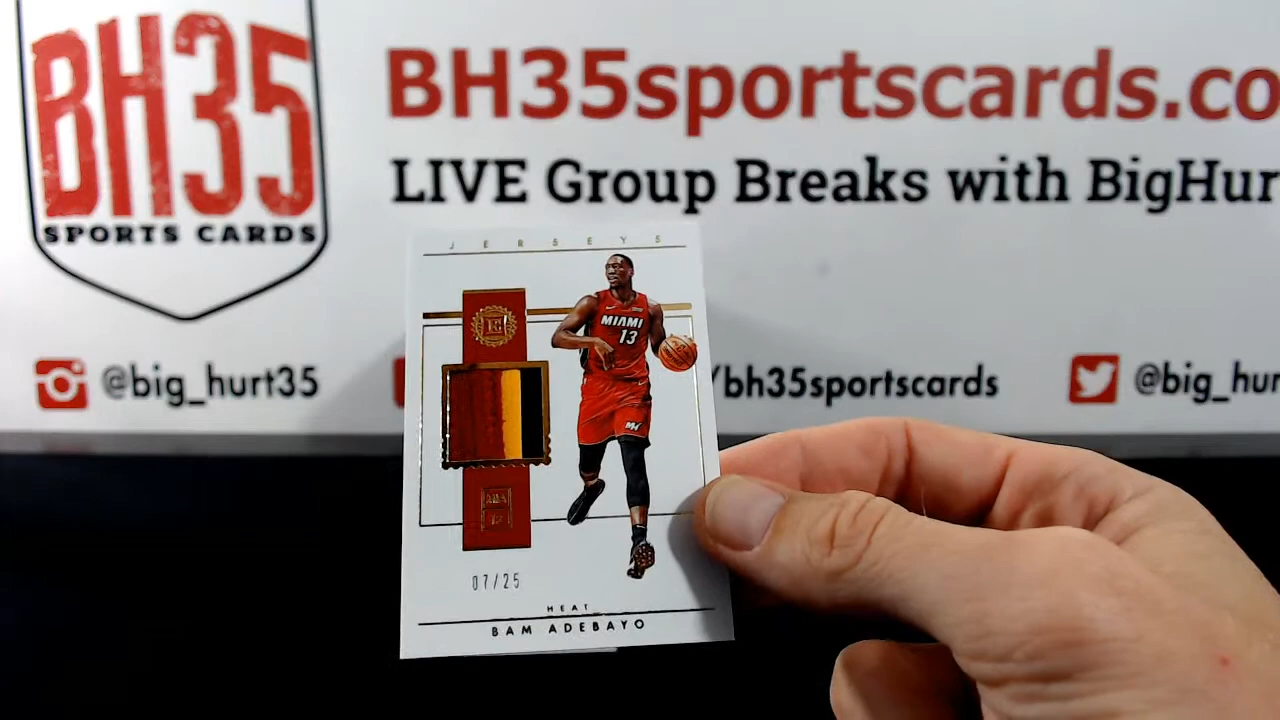 BH35
SPORTS CARDS
BH35sportscards.co
LIVE Group Breaks with BigHur
@big_hurt35
/bh35sportscards
@big_hur
JERSEYS
E
MIAMI
13
07/25
HEAT
BAM ADEBAYO